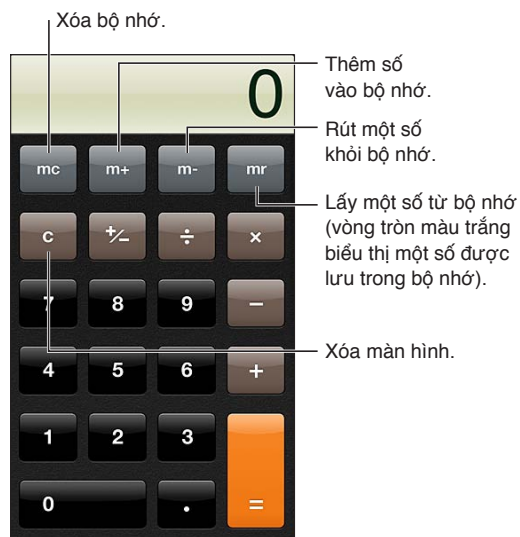 Xóa bộ nhớ.
Thêm số
vào bộ nhớ.
0
Rút một số
khỏi bộ nhớ.
mc m+ m- mr
Lấy một số từ bộ nhớ
(vòng tròn màu trắng
biểu thị một số được
lưu trong bộ nhớ).
c +/− ÷ ×
7 8 9 −
Xóa màn hình.
4 5 6 +
1 2 3
0 . =